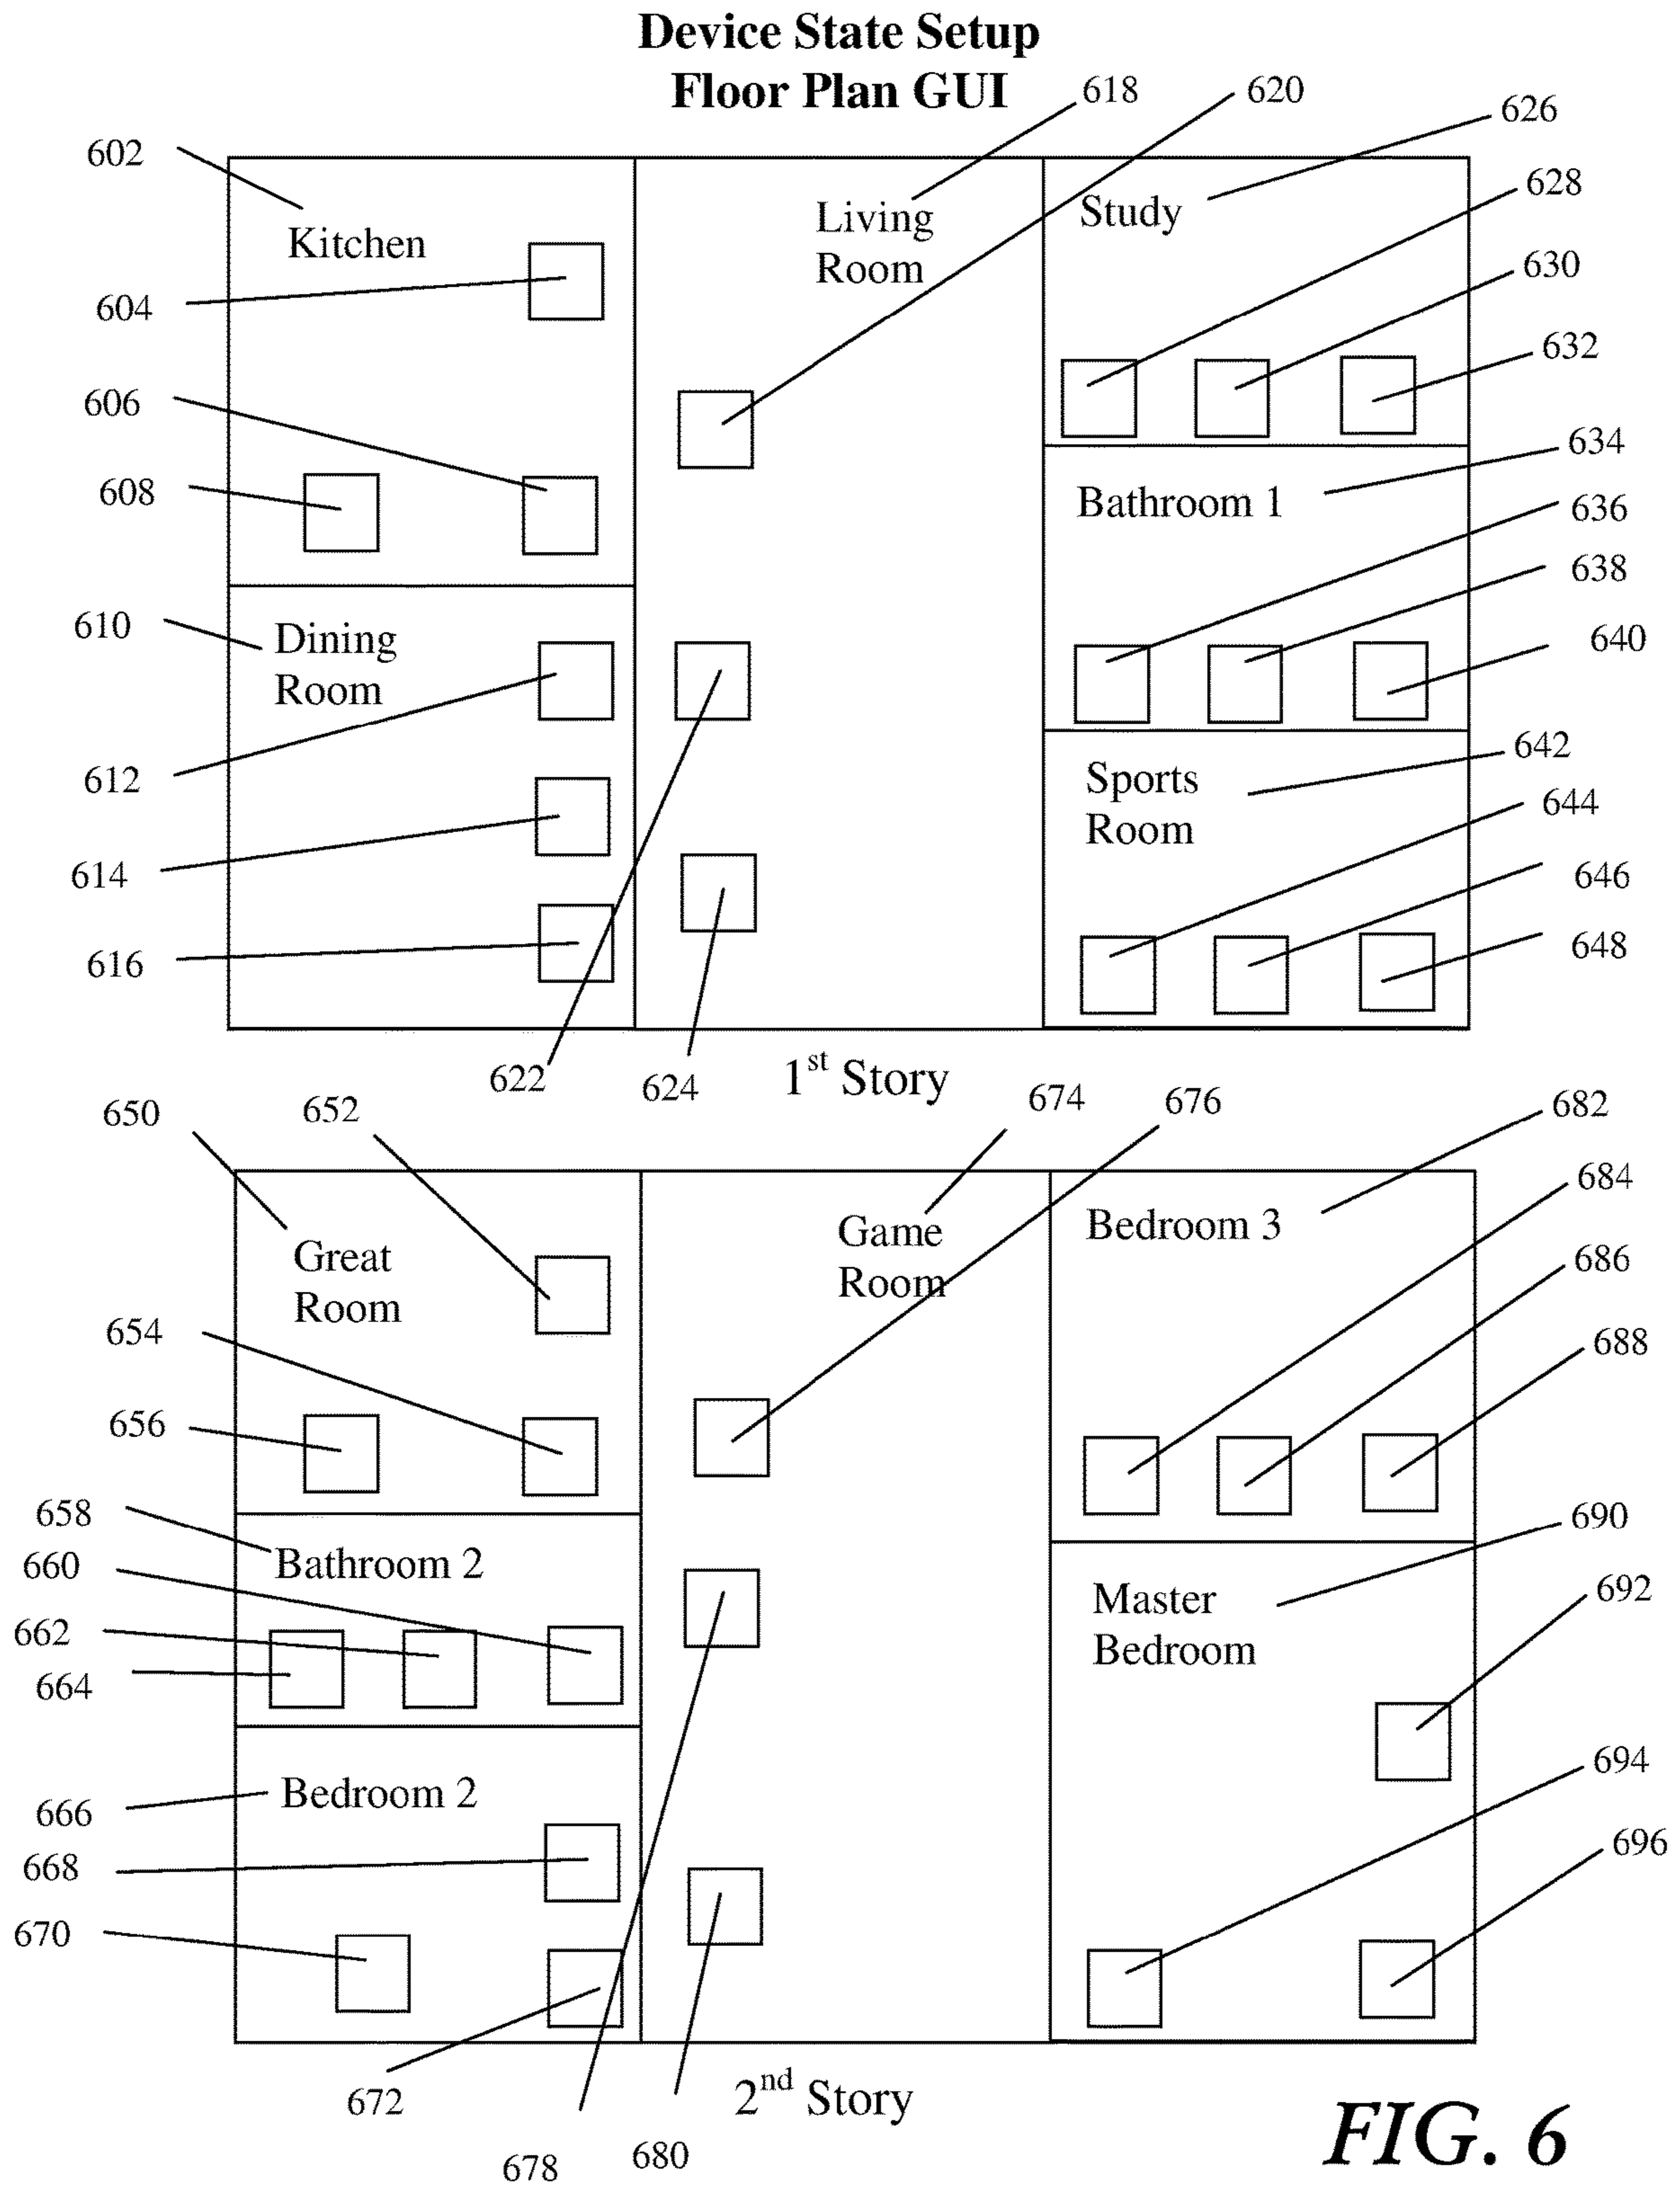 Device State Setup
Floor Plan GUI
618
620
626
602
628
Living
Room
Study
Kitchen
630
604
632
606
634
608
Bathroom 1
636
638
610
Dining
Room
640
642
Sports
Room
612
644
614
646
616
648
622
624
1st Story
650
652
674
676
682
684
Game
Room
Bedroom 3
Great
Room
686
654
688
656
658
690
660
Bathroom 2
692
Master
Bedroom
662
664
694
Bedroom 2
666
696
668
670
672
2nd Story
678
680
FIG. 6